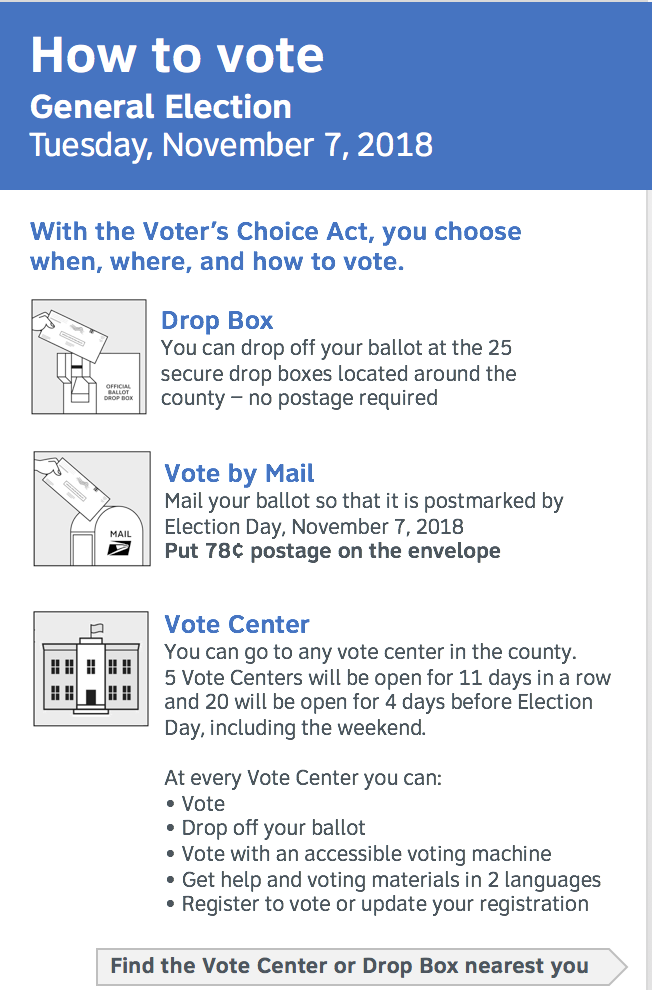 How to vote
General Election
Tuesday, November 7, 2018
With the Voter’s Choice Act, you choose
when, where, and how to vote.
OFFICIAL
BALLOT
DROP BOX
Drop Box
You can drop off your ballot at the 25
secure drop boxes located around the
county – no postage required
MAIL
Vote by Mail
Mail your ballot so that it is postmarked by
Election Day, November 7, 2018
Put 78¢ postage on the envelope
Vote Center
You can go to any vote center in the county.
5 Vote Centers will be open for 11 days in a row
and 20 will be open for 4 days before Election
Day, including the weekend.
At every Vote Center you can:
• Vote
• Drop off your ballot
• Vote with an accessible voting machine
• Get help and voting materials in 2 languages
• Register to vote or update your registration
Find the Vote Center or Drop Box nearest you